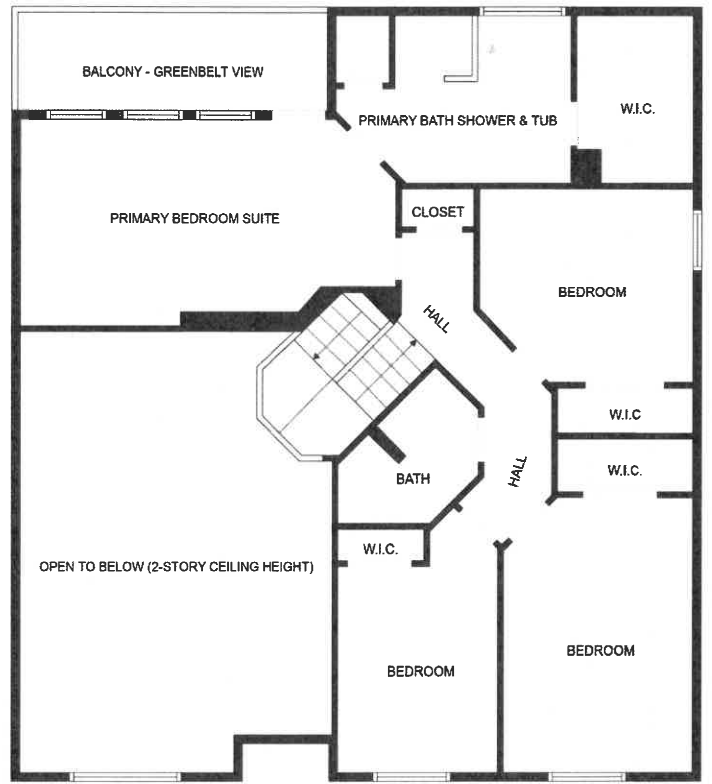 BALCONY - GREENBELT VIEW
PRIMARY BATH SHOWER & TUB
W.I.C.
PRIMARY BEDROOM SUITE
CLOSET
BEDROOM
HALL
W.I.C
W.I.C.
HALL
BATH
W.I.C.
OPEN TO BELOW (2-STORY CEILING HEIGHT)
BEDROOM
BEDROOM